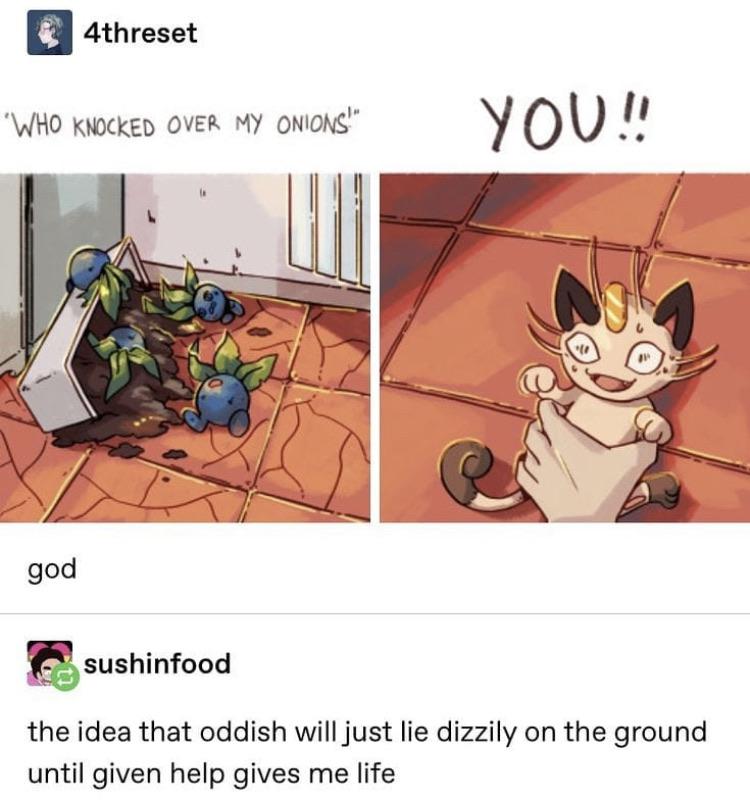 4threset
"WHO KNOCKED OVER MY ONIONS!"
YOU!!
god
sushinfood
the idea that oddish will just lie dizzily on the ground
until given help gives me life